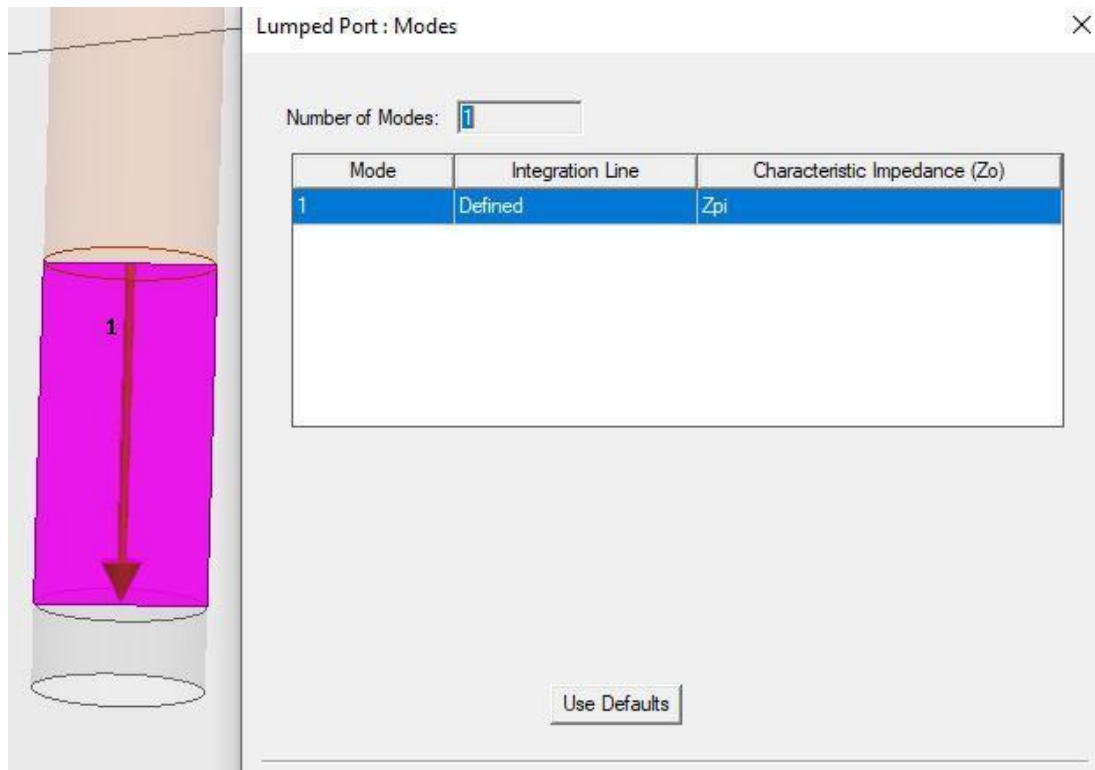 Lumped Port : Modes
Number of Modes: 1
Mode Integration Line Characteristic Impedance (Zo)
1 Defined Zpi
1
Use Defaults